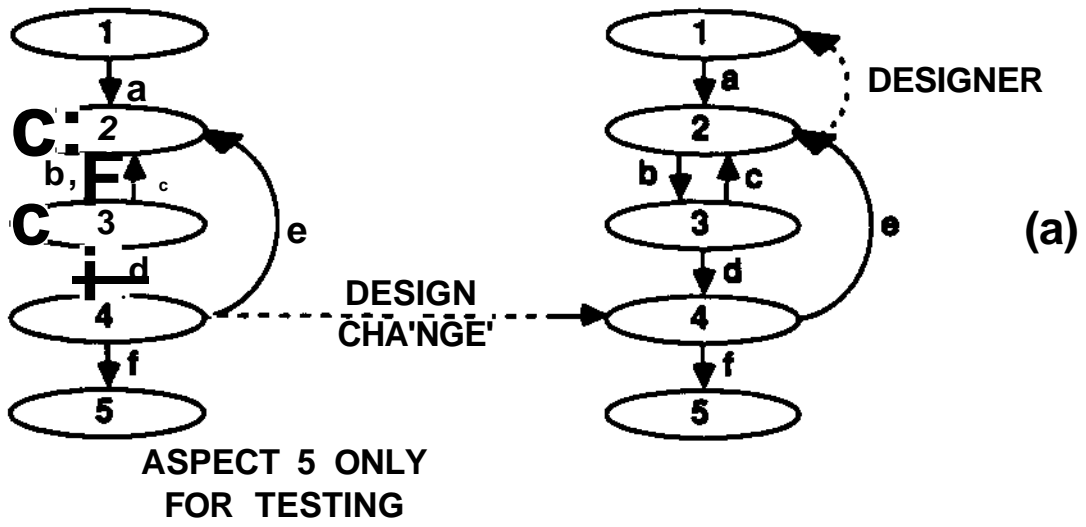 1
a
C: 2
b, F c
C 3
i d
4
e
f
5
ASPECT 5 ONLY
FOR TESTING
DESIGN
CHA'NGE'
1
DESIGNER
a
2
b c
3
e
d
4
f
5
(a)